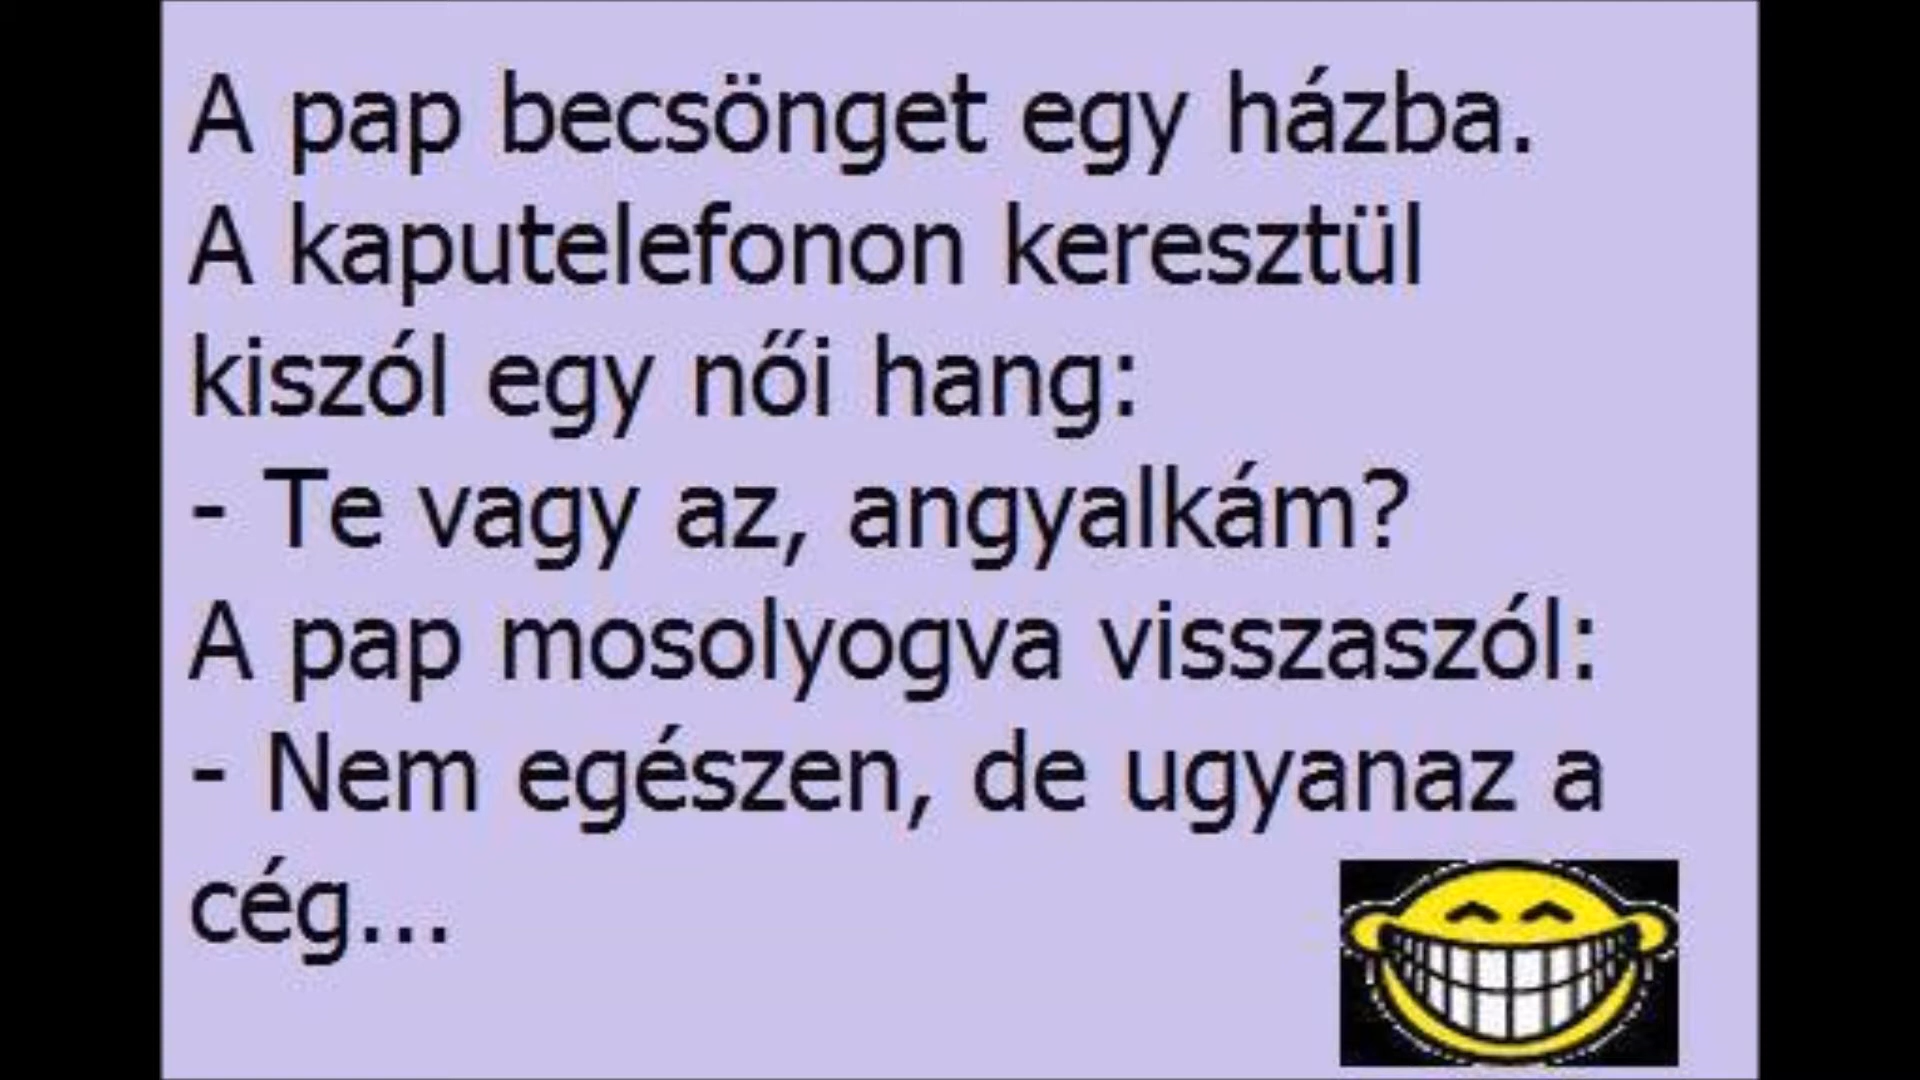 A pap becsönget egy házba.
A kaputelefonon keresztül
kiszól egy női hang:
- Te vagy az, angyalkám?
A pap mosolyogva visszaszól:
- Nem egészen, de ugyanaz a
cég...